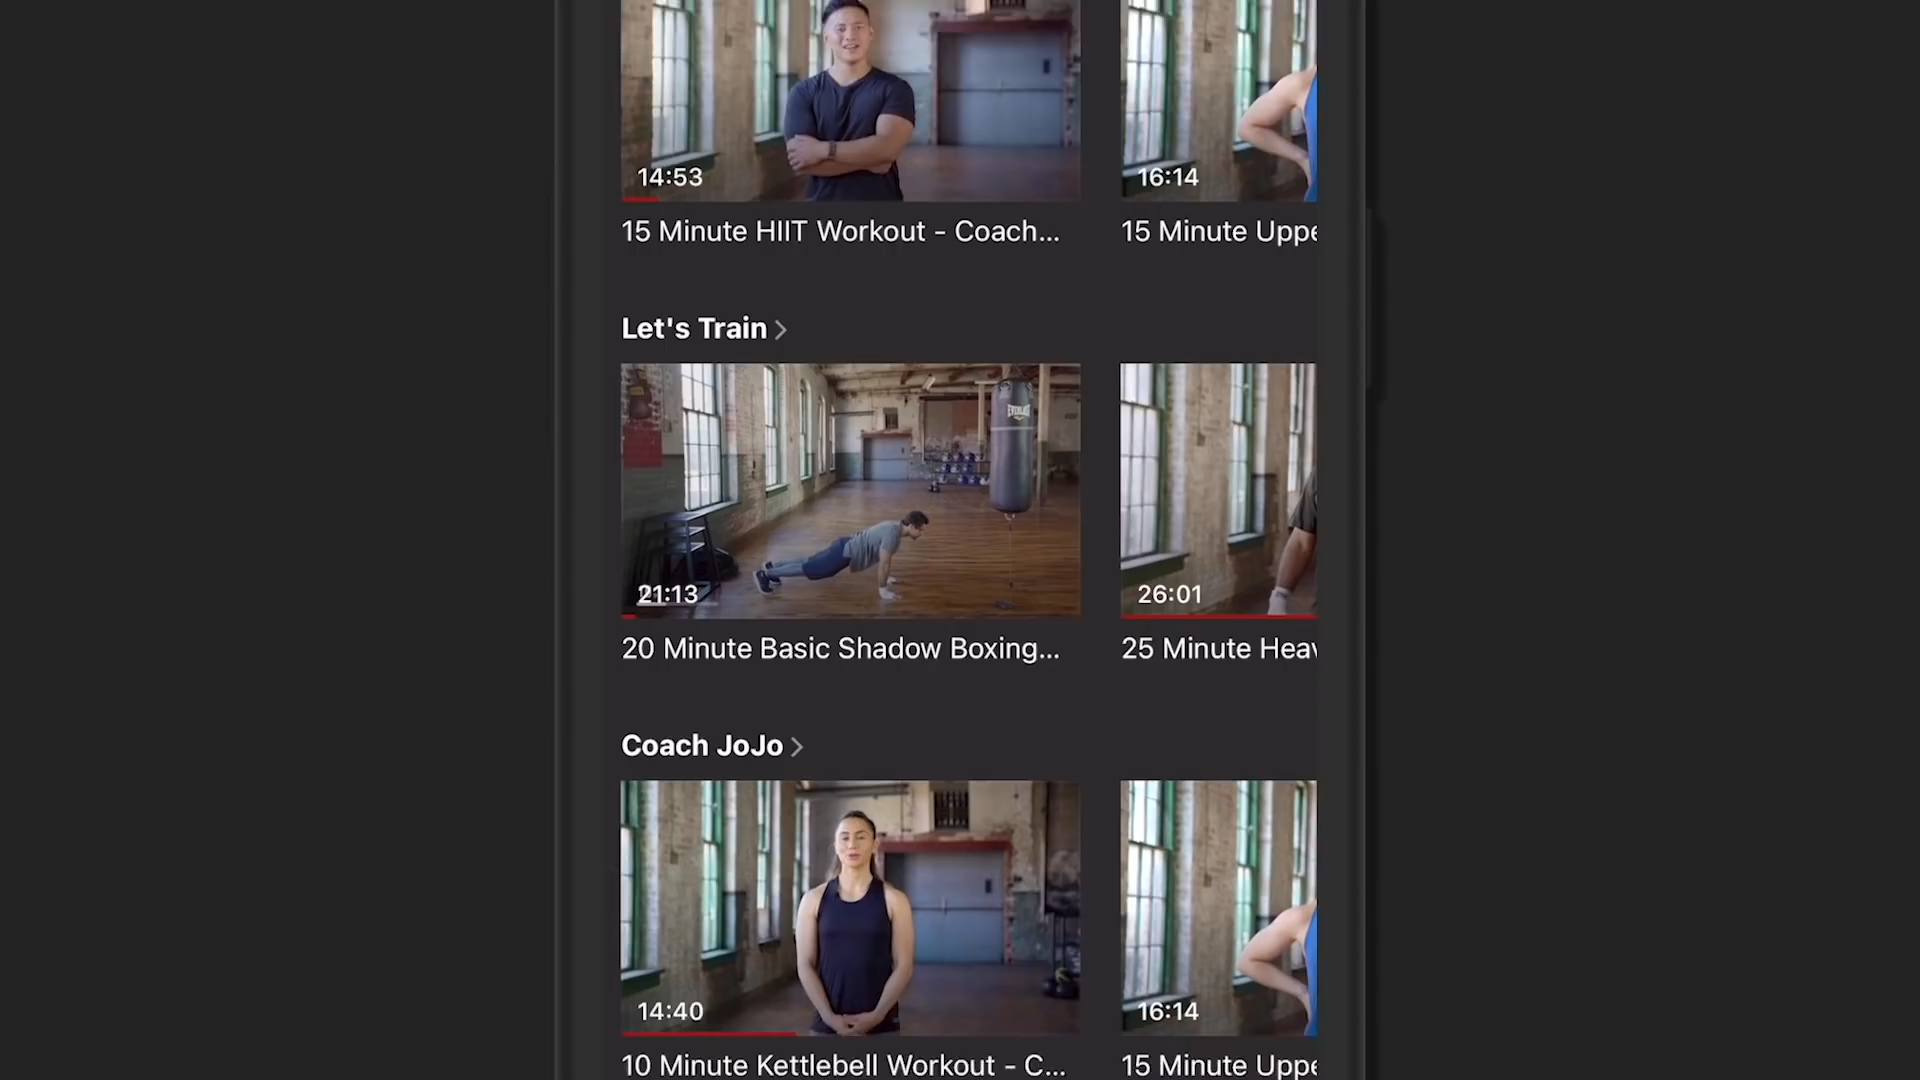 14:53
16:14
15 Minute HIIT Workout - Coach...
15 Minute Uppe
Let's Train
EVERLAST
21:13
26:01
20 Minute Basic Shadow Boxing...
25 Minute Heav
Coach JoJo
14:40
16:14
10 Minute Kettlebell Workout - C...
15 Minute Uppe